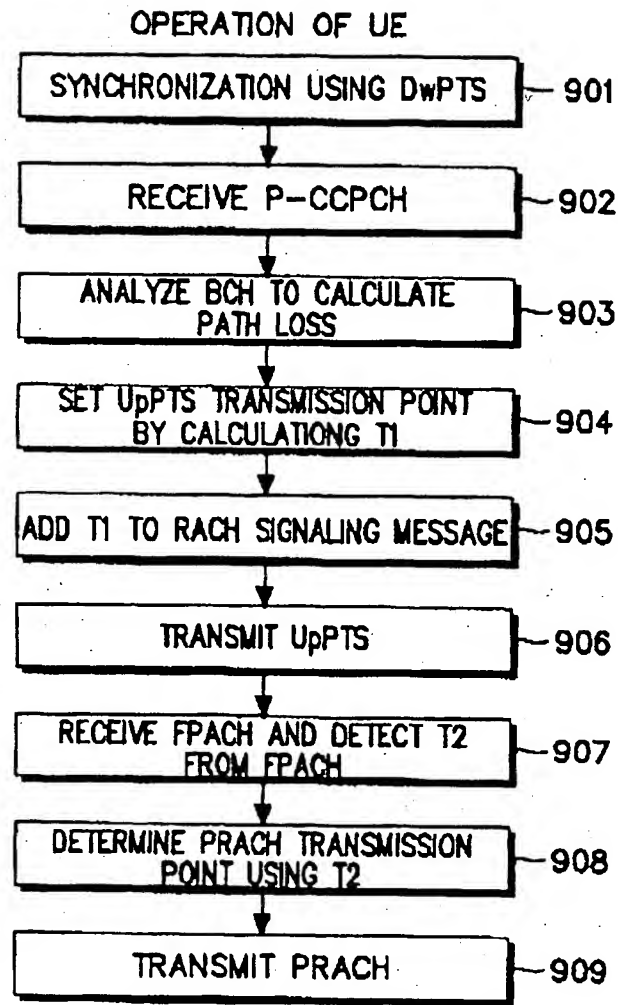 OPERATION OF UE
SYNCHRONIZATION USING DwPTS
901
RECEIVE P-CCPCH
902
ANALYZE BCH TO CALCULATE
PATH LOSS
903
SET UpPTS TRANSMISSION POINT
BY CALCULATIONG T1
904
ADD T1 TO RACH SIGNALING MESSAGE
905
TRANSMIT UpPTS
906
RECEIVE FPACH AND DETECT T2
FROM FPACH
907
DETERMINE PRACH TRANSMISSION
POINT USING T2
908
TRANSMIT PRACH
909